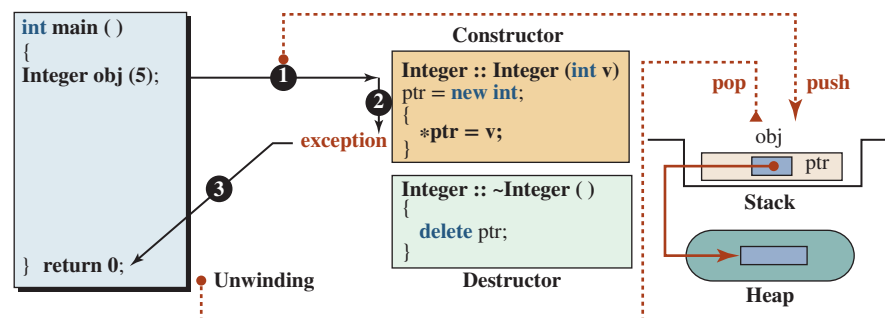 int main ( )
{
Integer obj (5);
} return 0;
1
2
exception
3
Unwinding
Constructor
Integer :: Integer (int v)
ptr = new int;
{
*ptr = v;
}
Integer :: ~Integer ( )
{
delete ptr;
}
Destructor
pop
push
obj
ptr
Stack
Heap